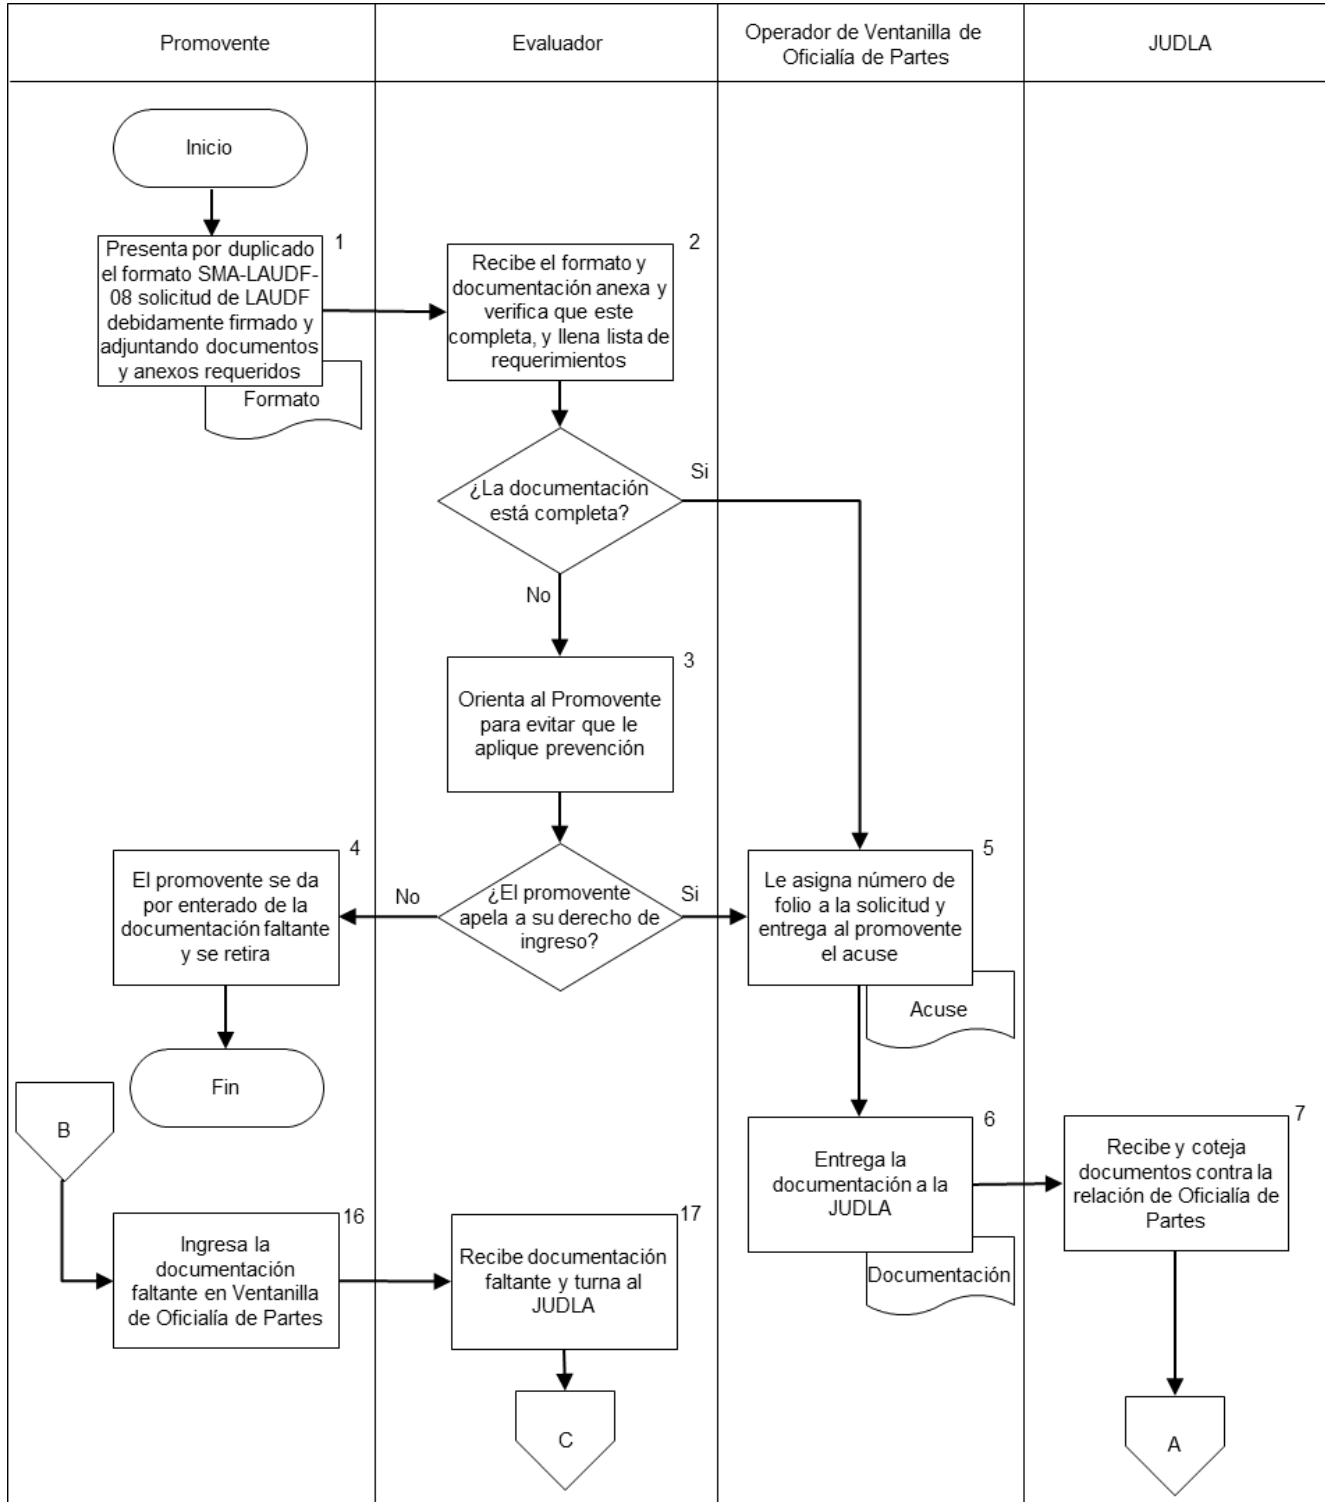 Promovente
Evaluador
Operador de Ventanilla de
Oficialía de Partes
JUDLA
Inicio
1
Presenta por duplicado
el formato SMA-LAUDF-
08 solicitud de LAUDF
debidamente firmado y
adjuntando documentos
y anexos requeridos
Formato
2
Recibe el formato y
documentación anexa y
verifica que este
completa, y llena lista de
requerimientos
¿La documentación
está completa?
Si
No
3
Orienta al Promovente
para evitar que le
aplique prevención
¿El promovente
apela a su derecho de
ingreso?
No
Si
4
El promovente se da
por enterado de la
documentación faltante
y se retira
Fin
5
Le asigna número de
folio a la solicitud y
entrega al promovente
el acuse
Acuse
6
Entrega la
documentación a la
JUDLA
Documentación
7
Recibe y coteja
documentos contra la
relación de Oficialía de
Partes
A
B
16
Ingresa la
documentación
faltante en Ventanilla
de Oficialía de Partes
17
Recibe documentación
faltante y turna al
JUDLA
C